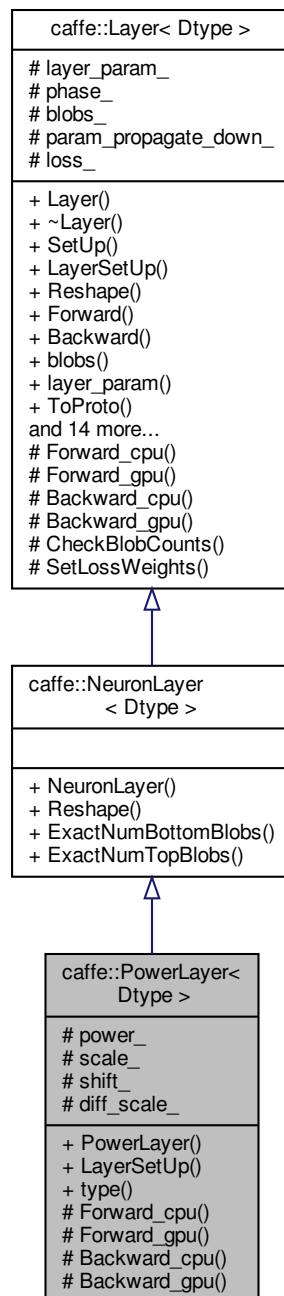 caffe::Layer< Dtype >
# layer_param_
# phase_
# blobs_
# param_propagate_down_
# loss_
+ Layer()
+ ~Layer()
+ SetUp()
+ LayerSetUp()
+ Reshape()
+ Forward()
+ Backward()
+ blobs()
+ layer_param()
+ ToProto()
and 14 more...
# Forward_cpu()
# Forward_gpu()
# Backward_cpu()
# Backward_gpu()
# CheckBlobCounts()
# SetLossWeights()
caffe::NeuronLayer
< Dtype >
+ NeuronLayer()
+ Reshape()
+ ExactNumBottomBlobs()
+ ExactNumTopBlobs()
caffe::PowerLayer<
Dtype >
# power_
# scale_
# shift_
# diff_scale_
+ PowerLayer()
+ LayerSetUp()
+ type()
# Forward_cpu()
# Forward_gpu()
# Backward_cpu()
# Backward_gpu()